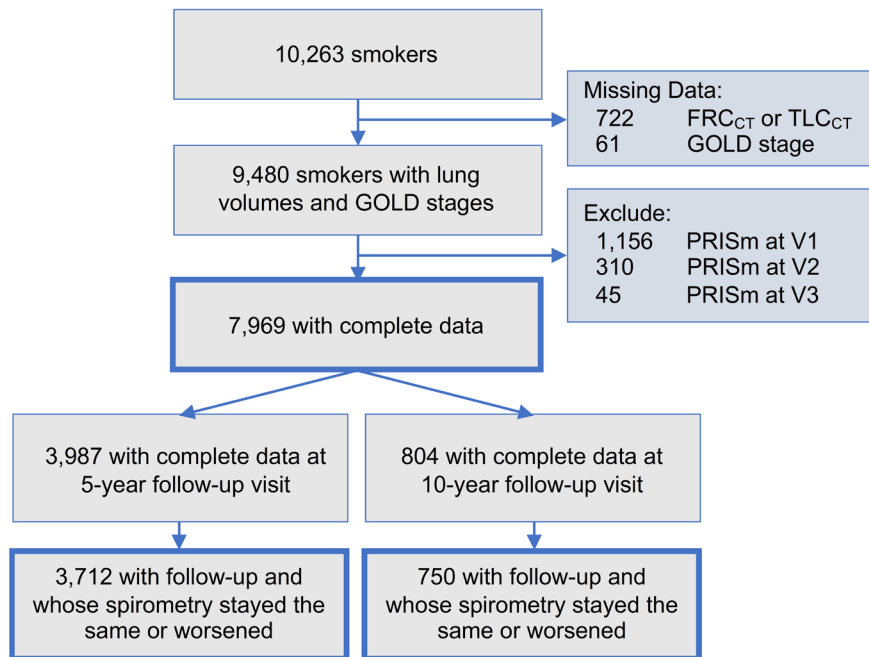 10,263 smokers
Missing Data:
722 FRCCT or TLCCT
61 GOLD stage
9,480 smokers with lung
volumes and GOLD stages
Exclude:
1,156 PRISm at V1
310 PRISm at V2
45 PRISm at V3
7,969 with complete data
3,987 with complete data at
5-year follow-up visit
804 with complete data at
10-year follow-up visit
3,712 with follow-up and
whose spirometry stayed the
same or worsened
750 with follow-up and
whose spirometry stayed the
same or worsened